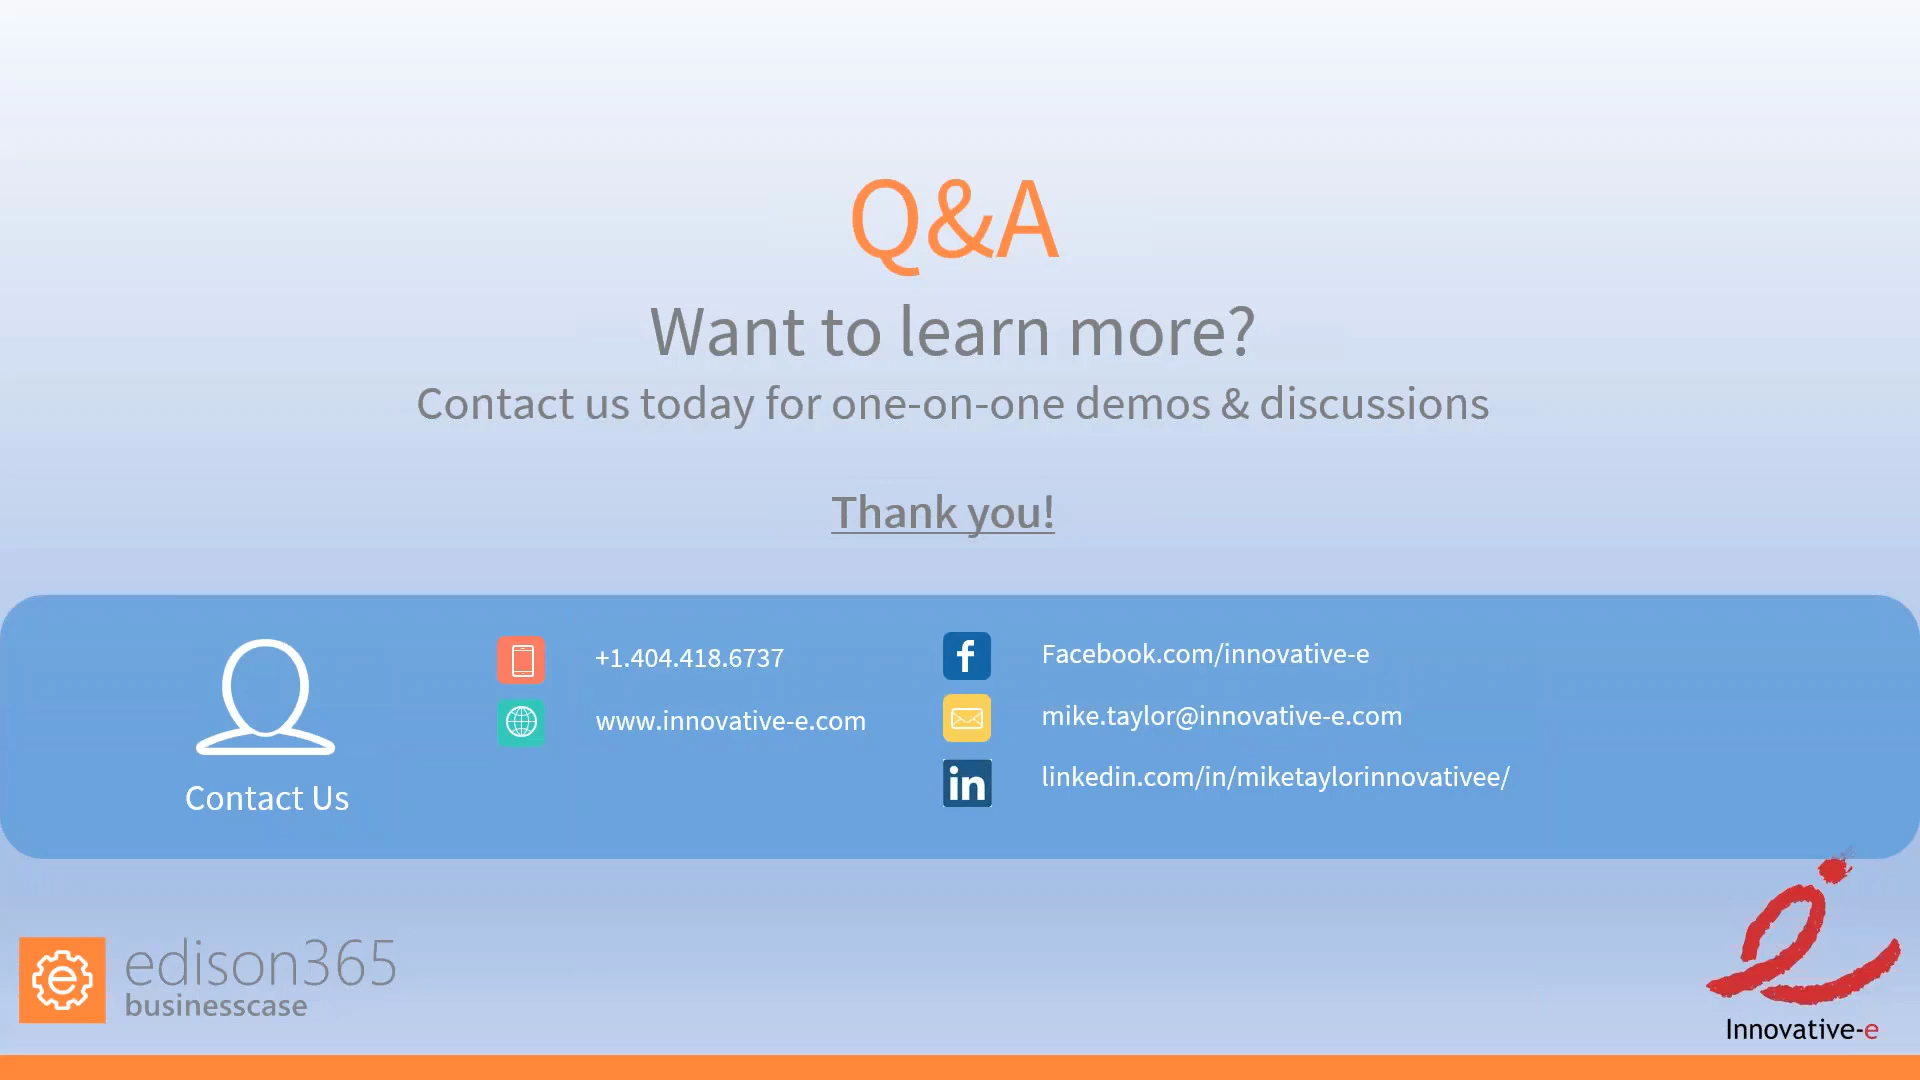 Q&A
Want to learn more?
Contact us today for one-on-one demos & discussions
Thank you!
Contact Us
+1.404.418.6737
www.innovative-e.com
Facebook.com/innovative-e
mike.taylor@innovative-e.com
linkedin.com/in/miketaylorinnovativee/
edison365
businesscase
Innovative-e